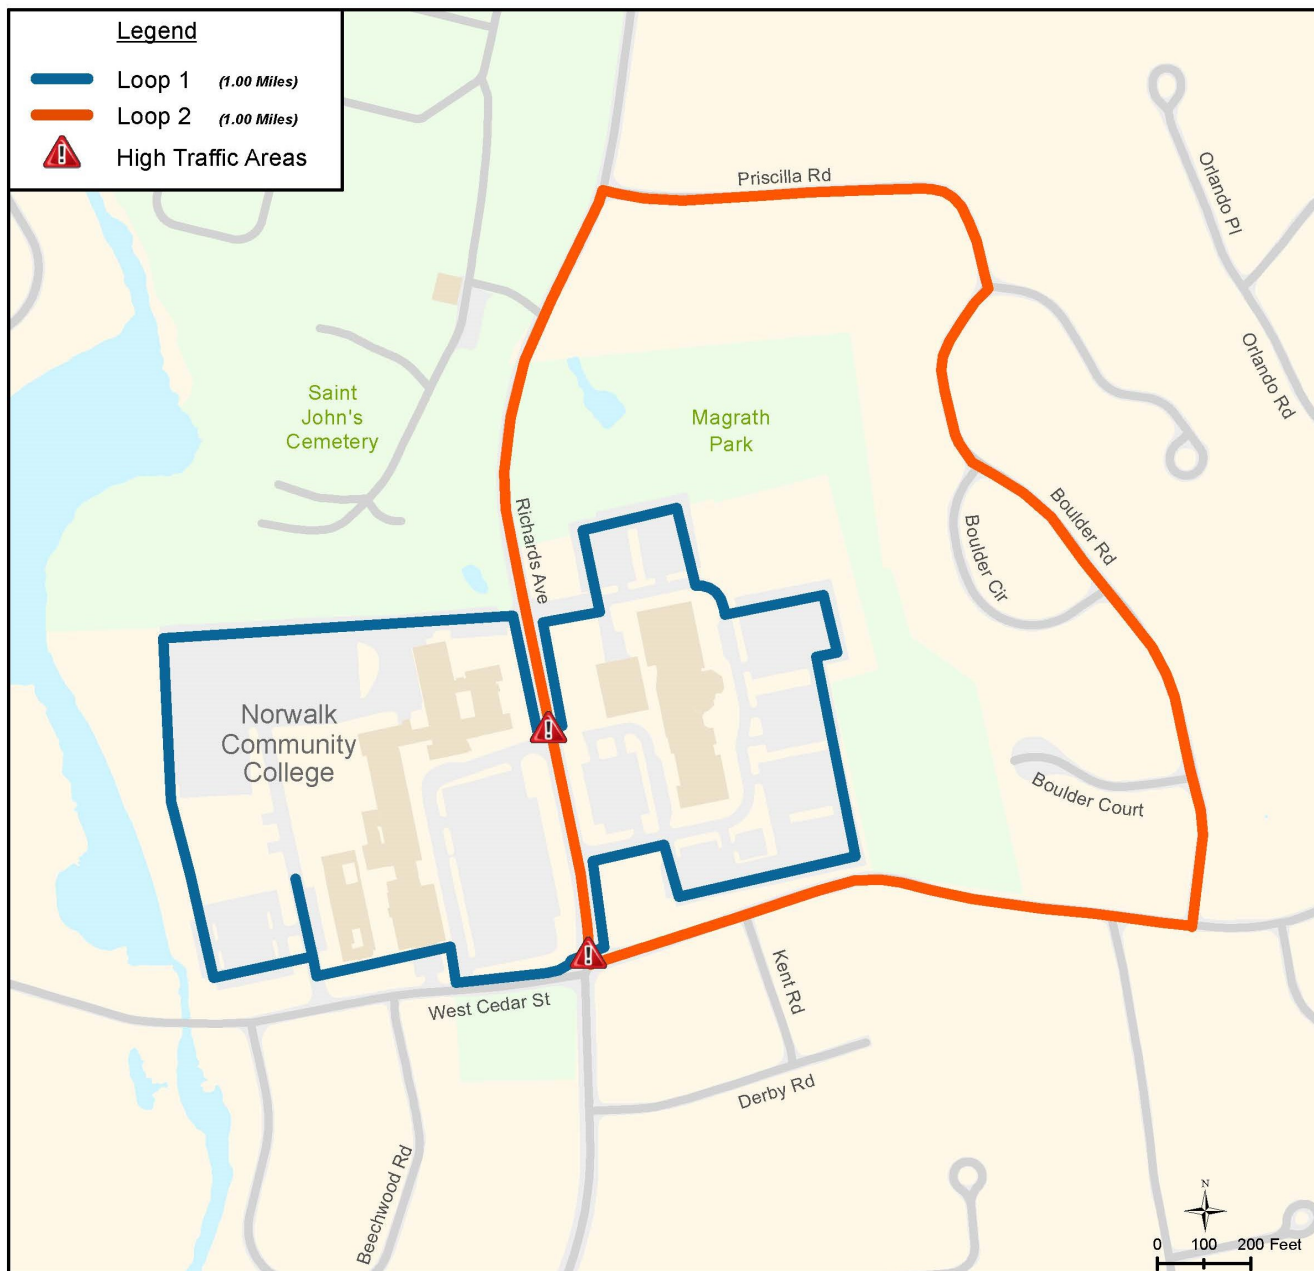 Legend
Loop 1 (1.00 Miles)
Loop 2 (1.00 Miles)
High Traffic Areas
Priscilla Rd
Orlando Pl
Orlando Rd
Saint
John's
Cemetery
Magrath
Park
Richards Ave
Boulder Rd
Boulder Cir
Norwalk
Community
College
Boulder Court
West Cedar St
Kent Rd
Derby Rd
Beechwood Rd
N
0 100 200 Feet